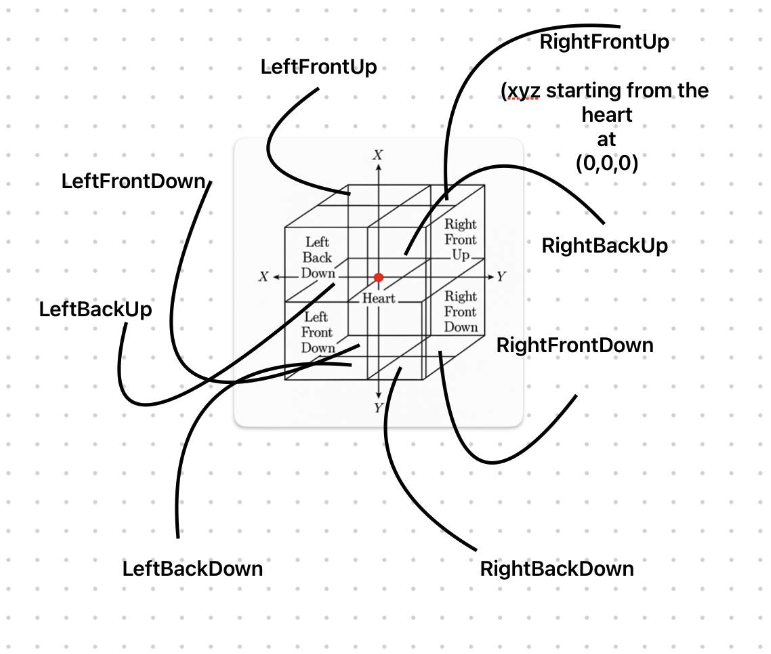 RightFrontUp
LeftFrontUp
(xyz starting from the
heart
at
(0,0,0)
X
LeftFrontDown
Right
Front
Up
Left
Back
Down
RightBackUp
X
Y
Heart
LeftBackUp
Right
Front
Down
Left
Front
Down
RightFrontDown
Y
LeftBackDown
RightBackDown